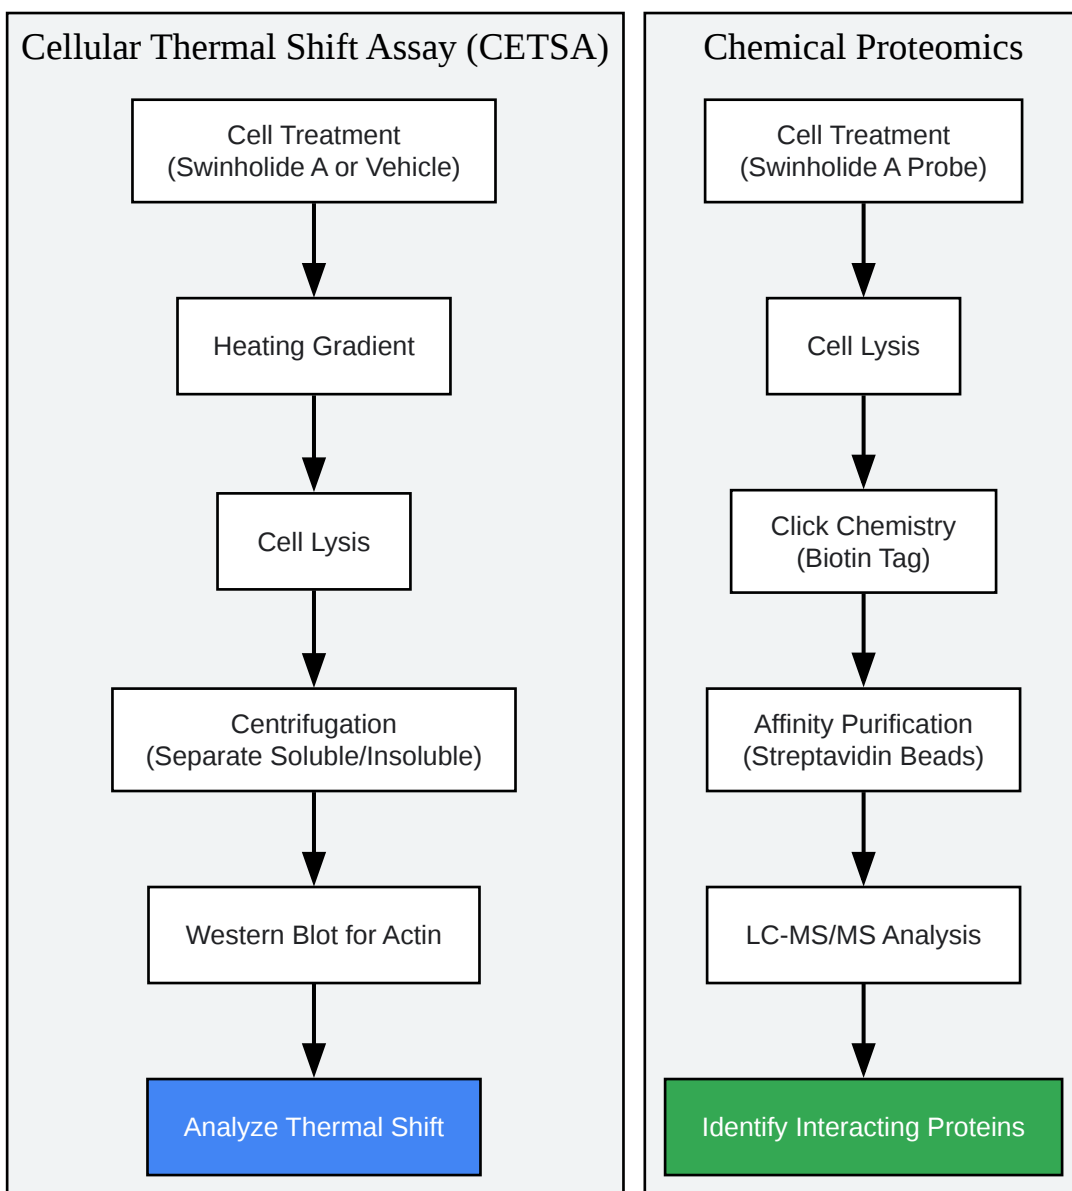 Cellular Thermal Shift Assay (CETSA)
Cell Treatment
(Swinholide A or Vehicle)
Heating Gradient
Cell Lysis
Centrifugation
(Separate Soluble/Insoluble)
Western Blot for Actin
Analyze Thermal Shift
Chemical Proteomics
Cell Treatment
(Swinholide A Probe)
Cell Lysis
Click Chemistry
(Biotin Tag)
Affinity Purification
(Streptavidin Beads)
LC-MS/MS Analysis
Identify Interacting Proteins